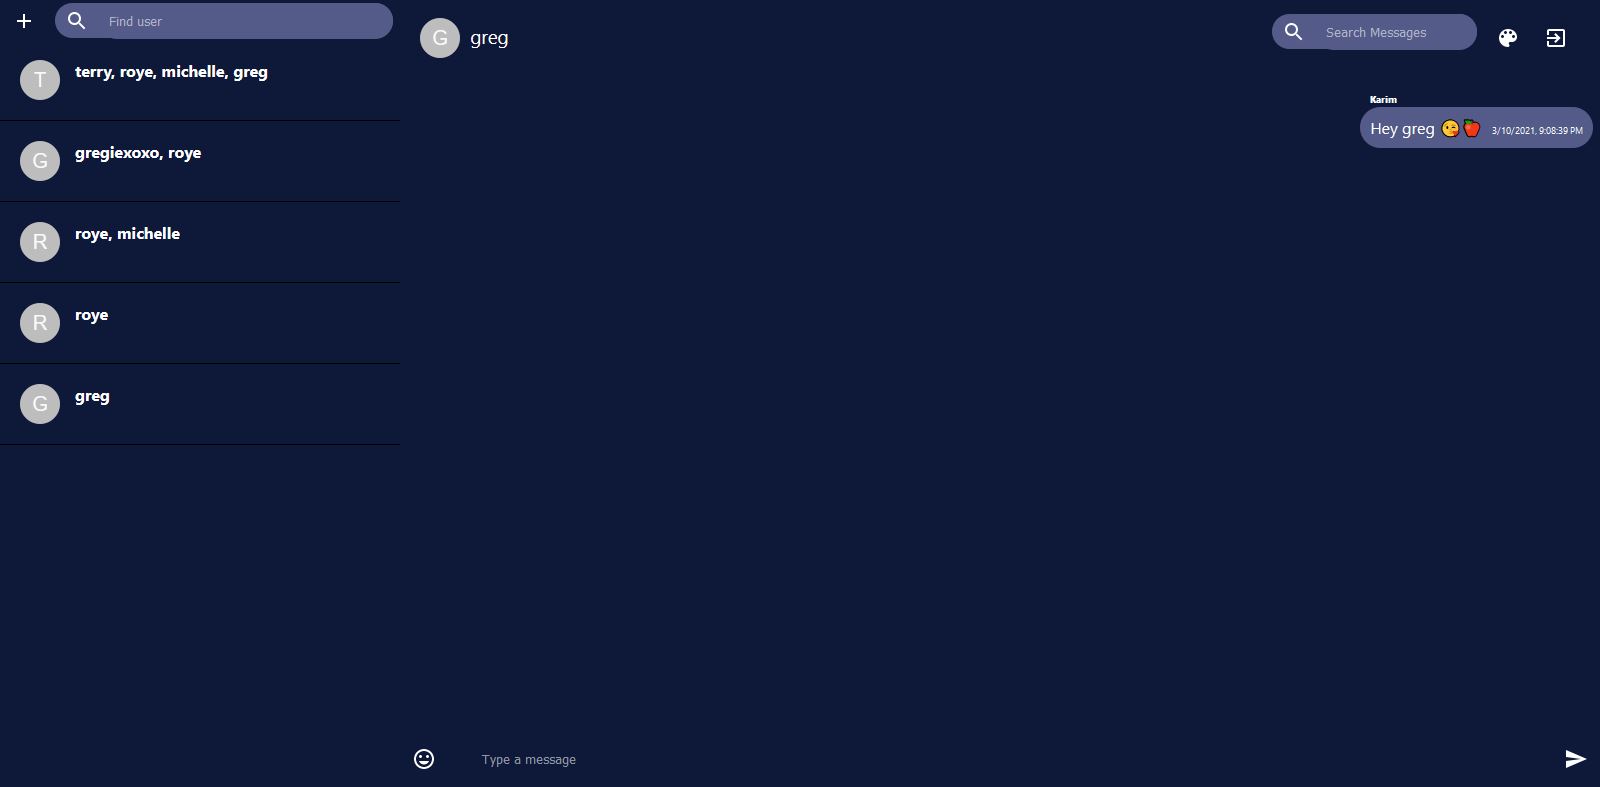 Find user
T
terry, roye, michelle, greg
G
gregiexoxo, roye
R
roye, michelle
R
roye
G
greg
G
greg
Search Messages
Karim
Hey greg 😘🍎 3/10/2021, 9:08:39 PM
Type a message